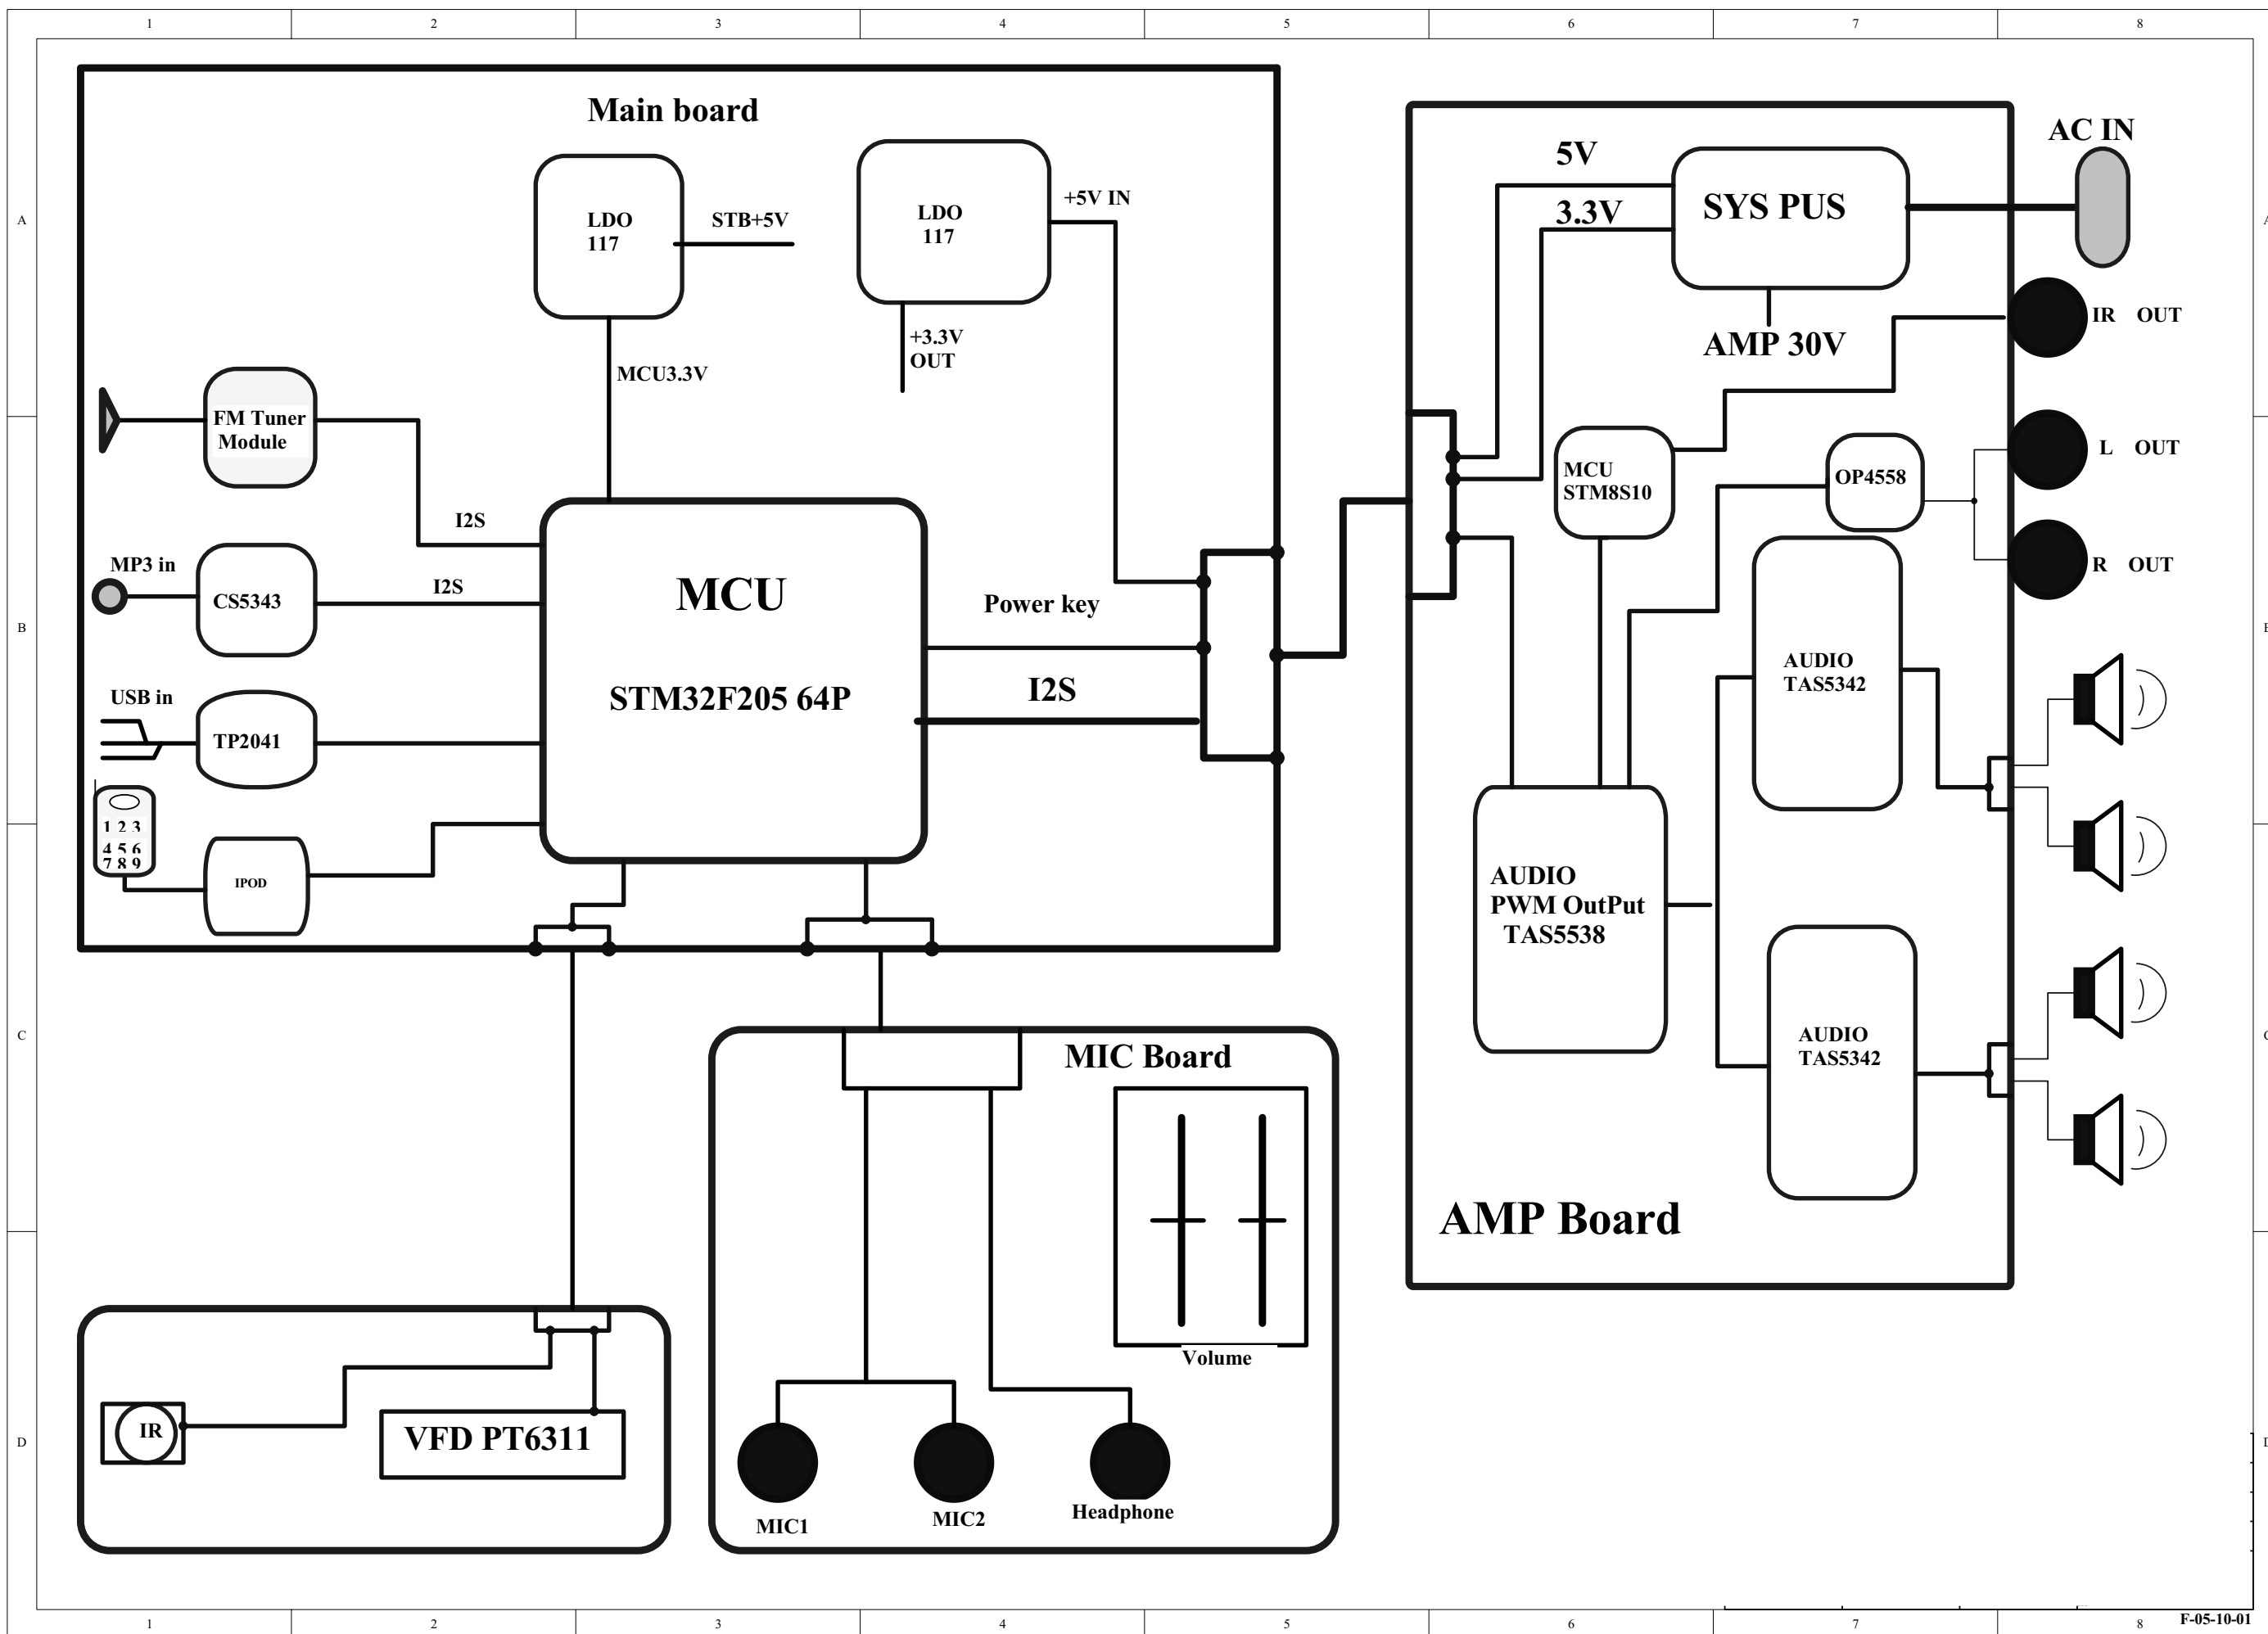 1 2 3 4 5 6 7 8
A
B
C
D
Main board
LDO
117
STB+5V
LDO
117
+5V IN
+3.3V
OUT
MCU3.3V
FM Tuner
Module
I2S
MP3 in
CS5343
I2S
USB in
TP2041
1 2 3
4 5 6
7 8 9
IPOD
MCU
STM32F205 64P
Power key
I2S
5V
3.3V
SYS PUS
AC IN
AMP 30V
IR OUT
MCU
STM8S10
OP4558
L OUT
R OUT
AUDIO
TAS5342
AUDIO
PWM OutPut
TAS5538
AUDIO
TAS5342
AMP Board
MIC Board
Volume
MIC1
MIC2
Headphone
IR
VFD PT6311
1 2 3 4 5 6 7 8
F-05-10-01